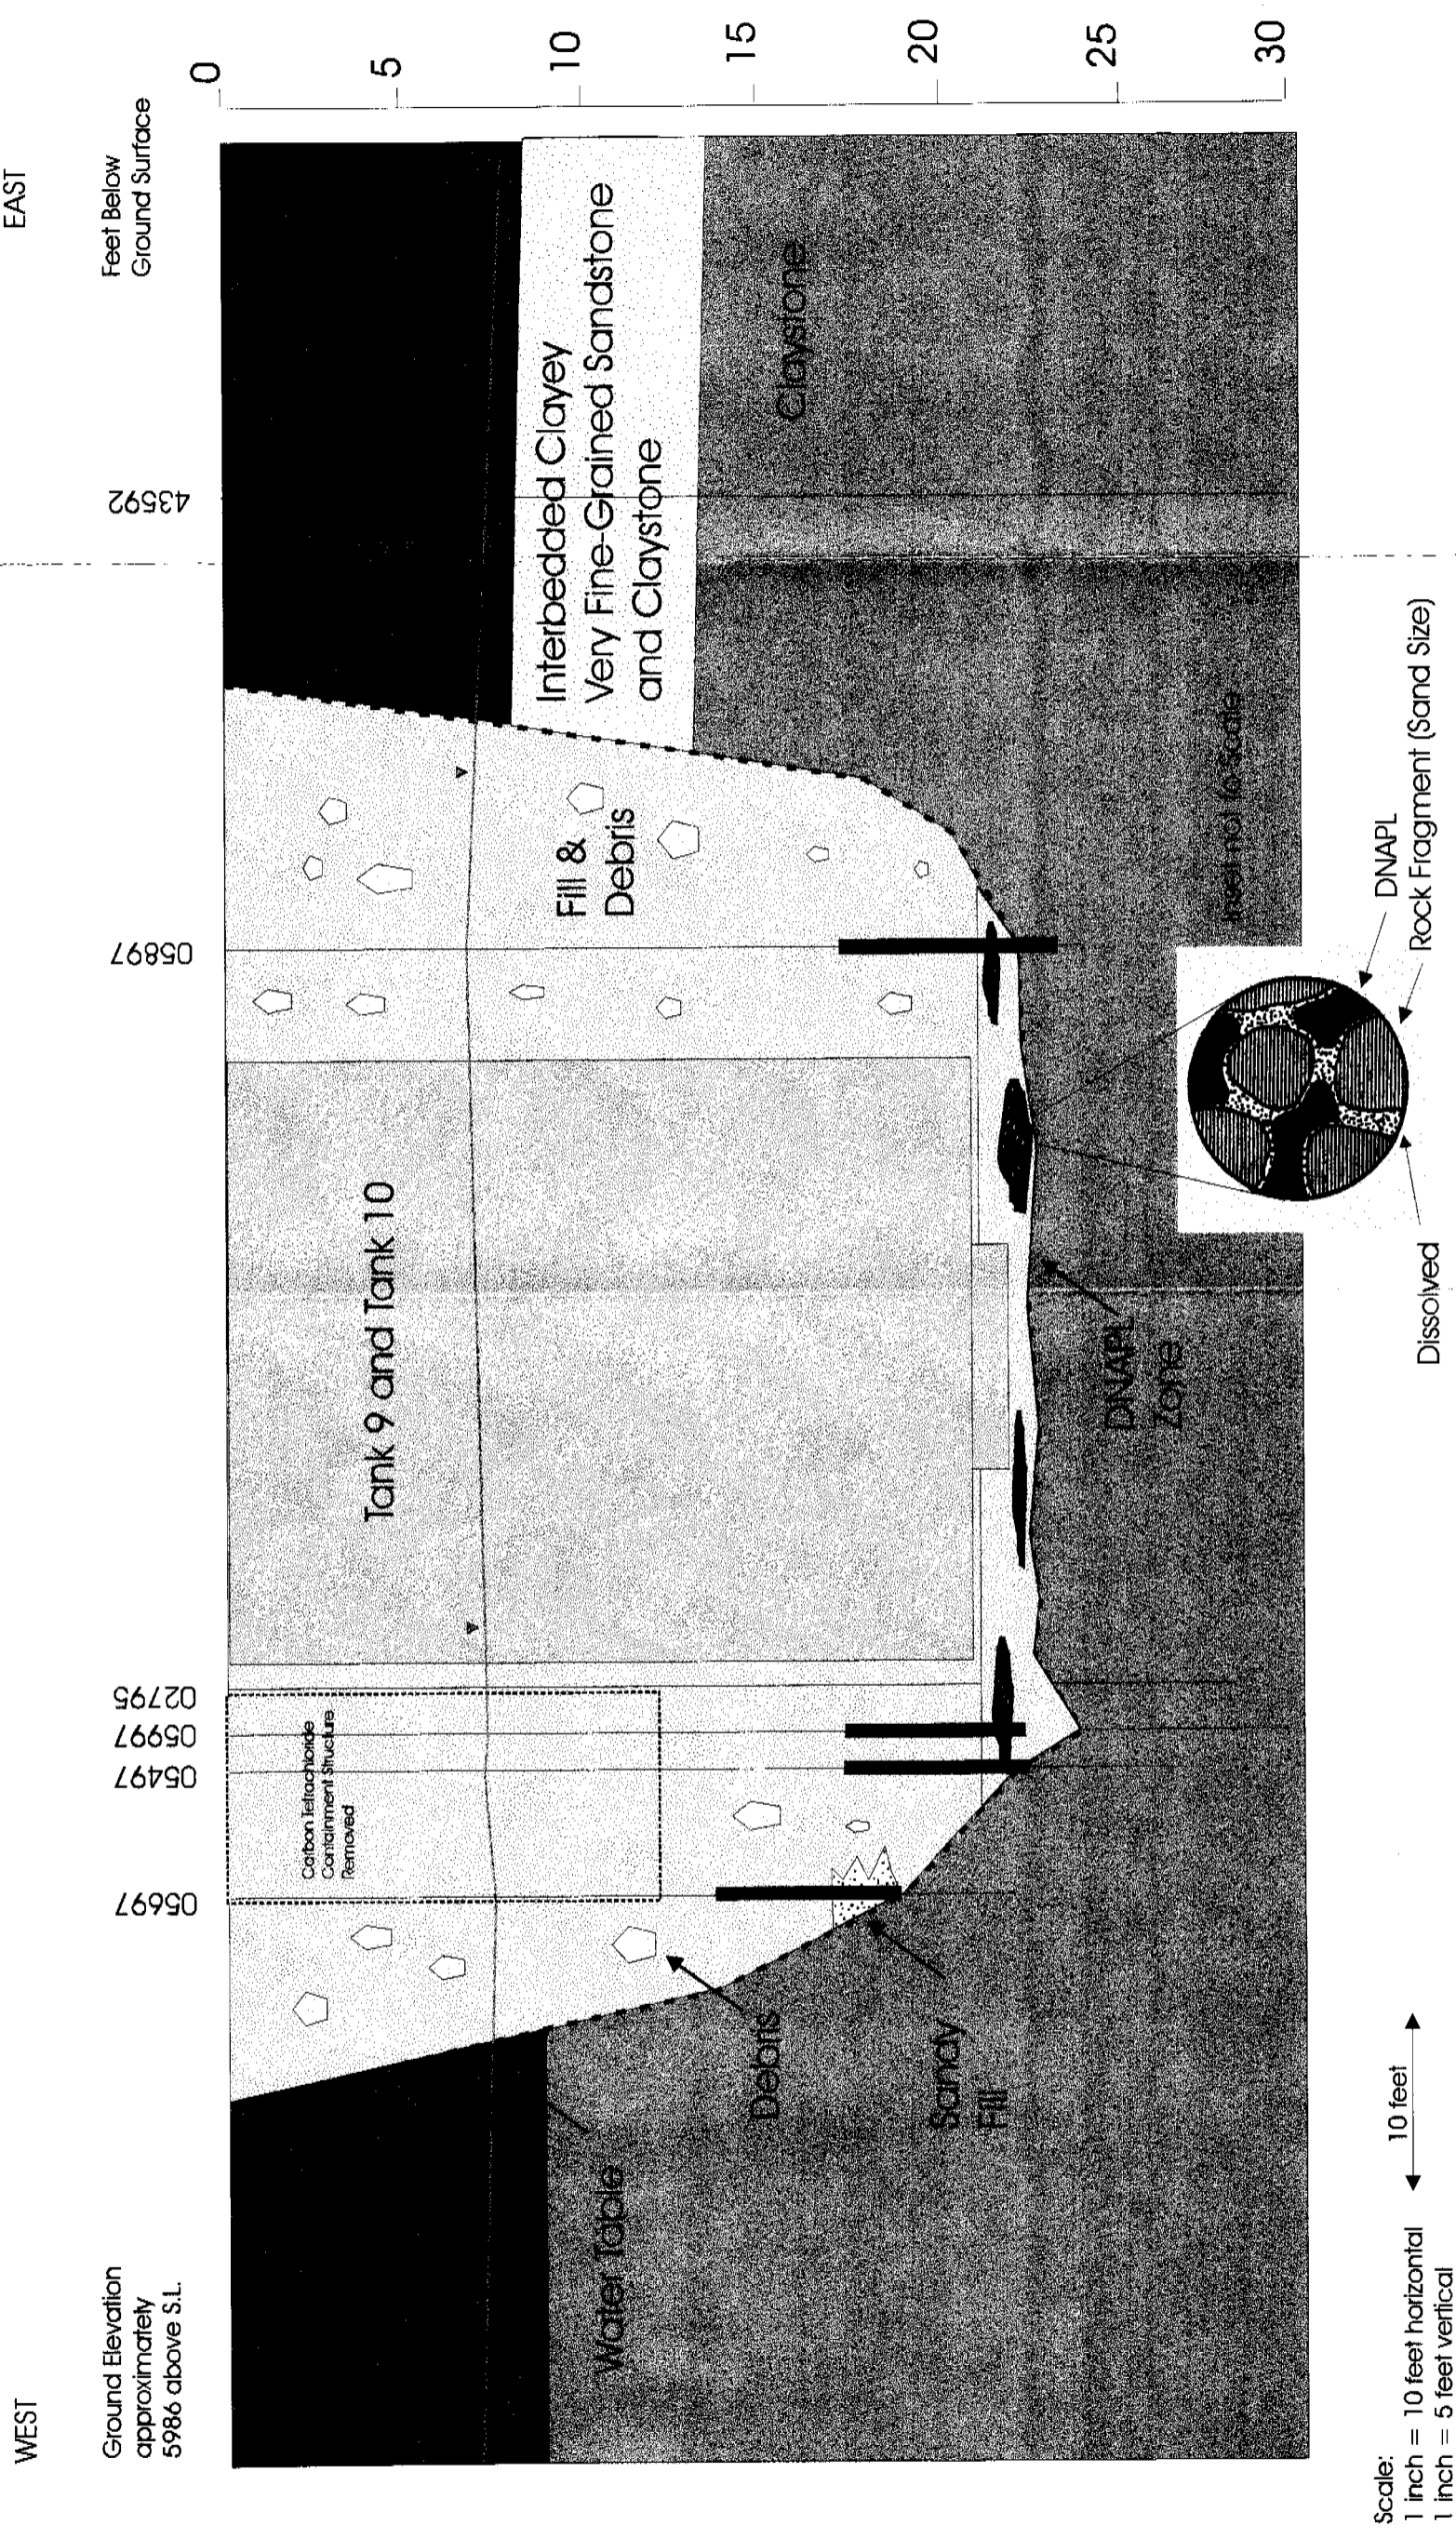 WEST
EAST
Ground Elevation
approximately
5986 above S.L.
05697
05497
05997
02795
05897
43592
Feet Below
Ground Surface
0
5
10
15
20
25
30
Carbon Tetrachloride
Containment Structure
Removed
Tank 9 and Tank 10
Fill &
Debris
Interbedded Clayey
Very Fine-Grained Sandstone
and Claystone
Claystone
Water Table
Debris
Sandy
Fill
DNAPL
Zone
Inset not to Scale
DNAPL
Rock Fragment (Sand Size)
Dissolved
Scale:
1 inch = 10 feet horizontal
1 inch = 5 feet vertical
10 feet